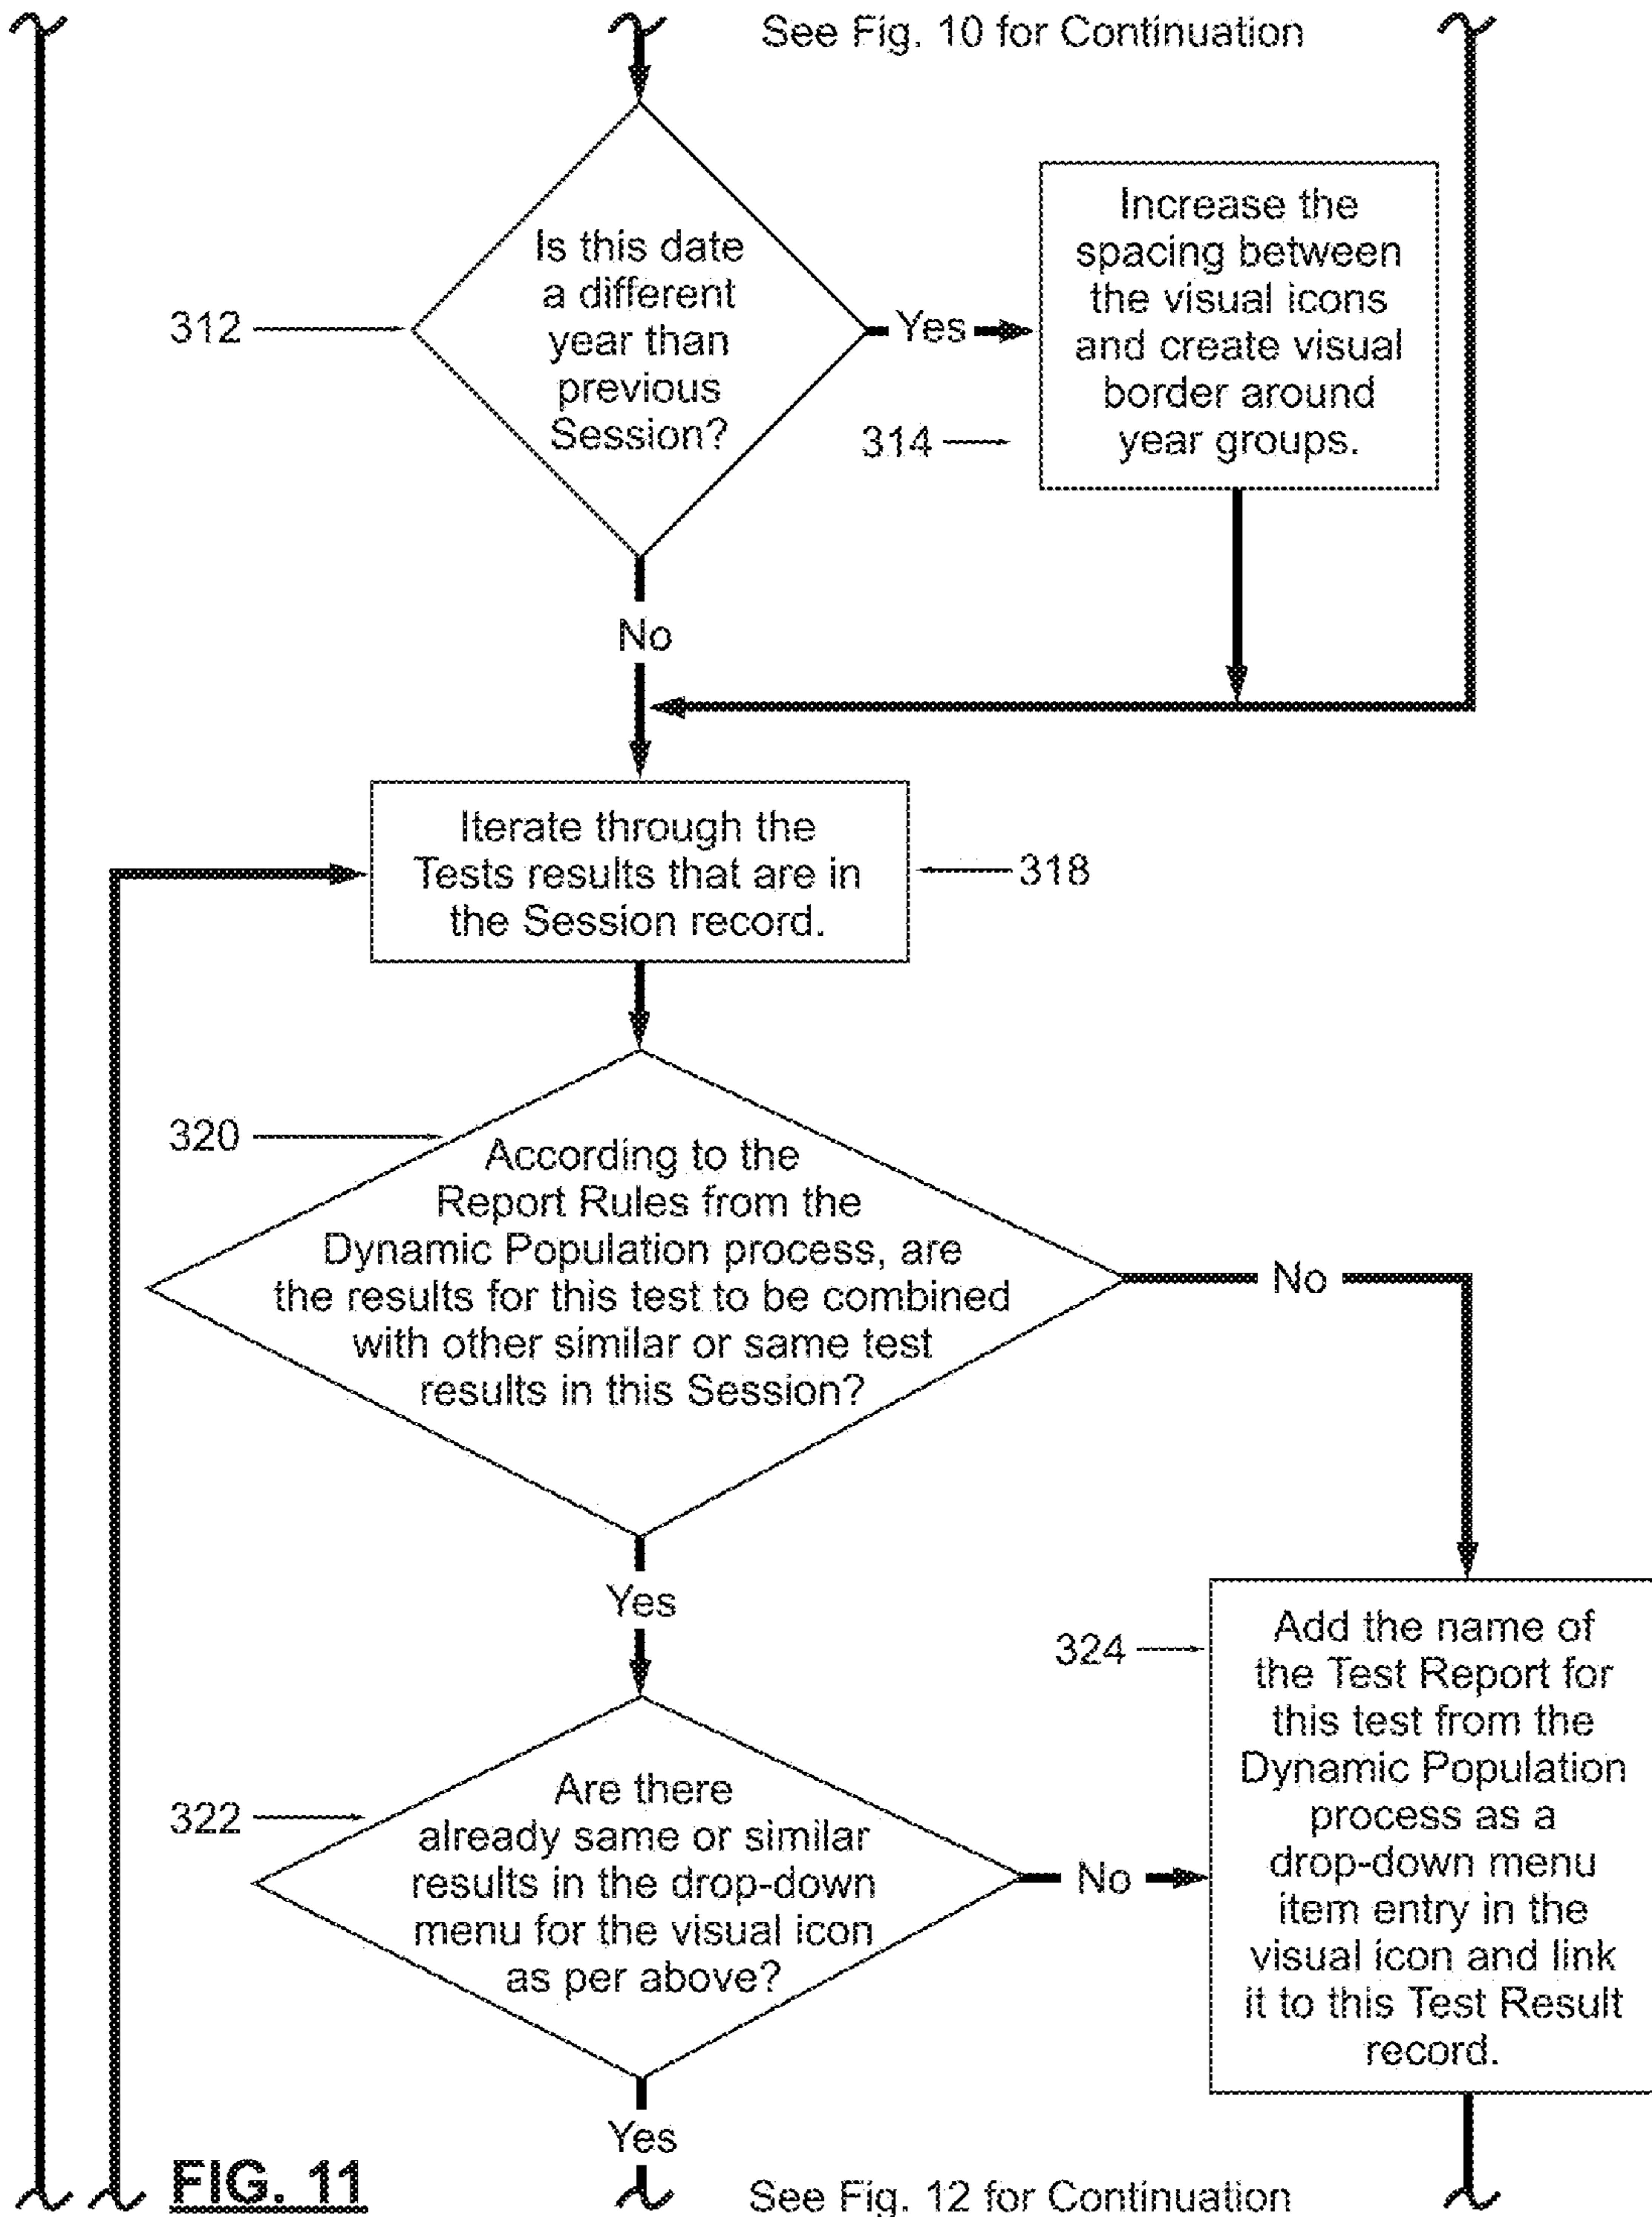 See Fig. 10 for Continuation
Is this date
a different
year than
previous
Session?
312
Yes
Increase the
spacing between
the visual icons
and create visual
border around
year groups.
314
No
Iterate through the
Tests results that are in
the Session record.
318
320
According to the
Report Rules from the
Dynamic Population process, are
the results for this test to be combined
with other similar or same test
results in this Session?
No
Yes
324
Add the name of
the Test Report for
this test from the
Dynamic Population
process as a
drop-down menu
item entry in the
visual icon and link
it to this Test Result
record.
322
Are there
already same or similar
results in the drop-down
menu for the visual icon
as per above?
No
Yes
FIG. 11
See Fig. 12 for Continuation